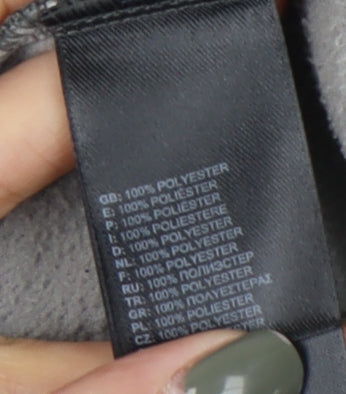 GB: 100% POLYESTER
E: 100% POLIÉSTER
P: 100% POLIÉSTER
I: 100% POLIESTERE
D: 100% POLYESTER
NL: 100% POLYESTER
F: 100% POLYESTER
RU: 100% ПОЛИЭСТЕР
TR: 100% POLYESTER
GR: 100% ΠΟΛΥΕΣΤΕΡΑΣ
PL: 100% POLIESTER
CZ: 100% POLYESTER